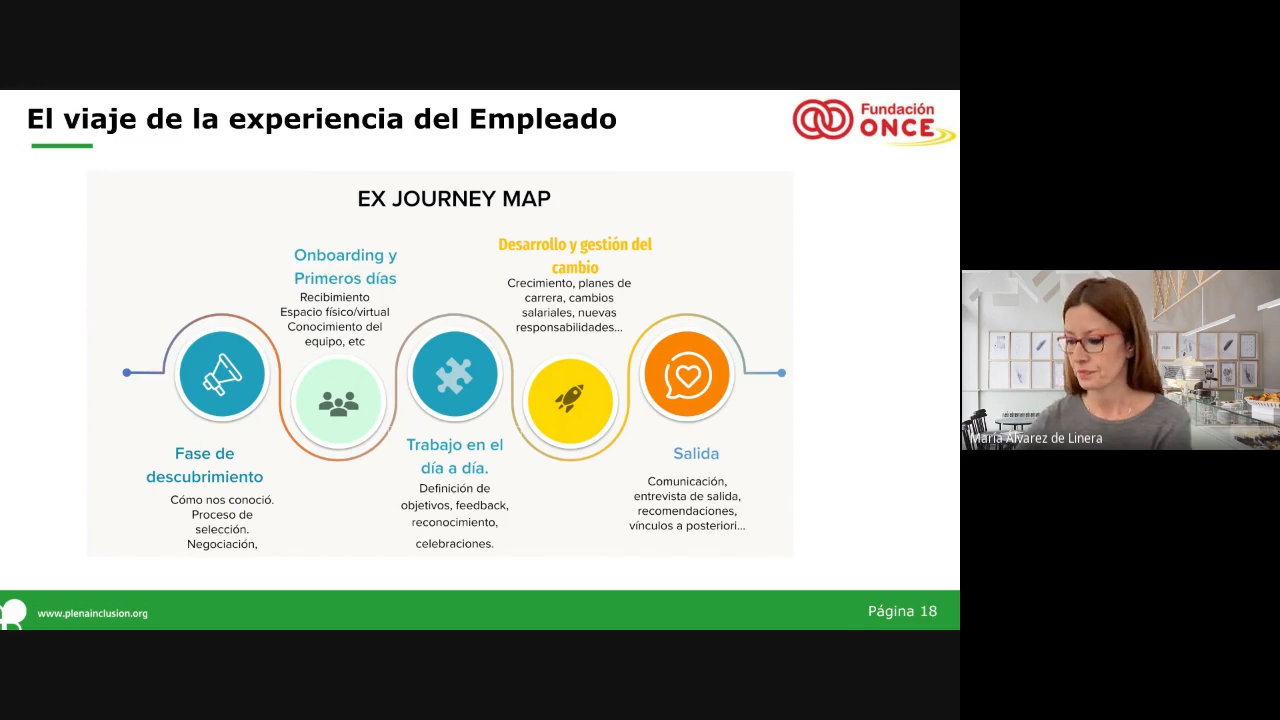 El viaje de la experiencia del Empleado
Fundación
ONCE
EX JOURNEY MAP
Onboarding y
Primeros días
Recibimiento
Espacio físico/virtual
Conocimiento del
equipo, etc
Desarrollo y gestión del
cambio
Crecimiento, planes de
carrera, cambios
salariales, nuevas
responsabilidades...
Fase de
descubrimiento
Cómo nos conoció.
Proceso de
selección.
Negociación,
Trabajo en el
día a día.
Definición de
objetivos, feedback,
reconocimiento,
celebraciones.
Salida
Comunicación,
entrevista de salida,
recomendaciones,
vínculos a posteriori...
María Álvarez de Linera
www.plenainclusion.org
Página 18